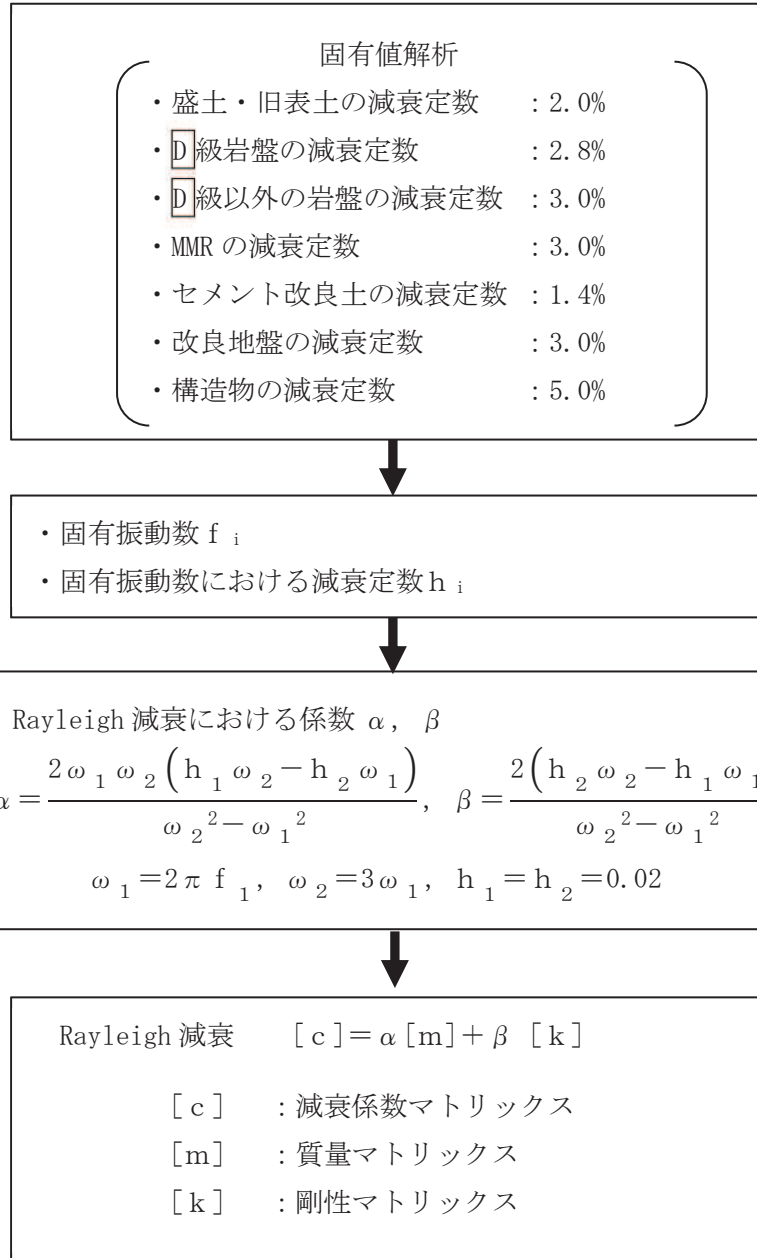 固有値解析
・盛土・旧表土の減衰定数 :2.0%
・D級岩盤の減衰定数 :2.8%
・D級以外の岩盤の減衰定数 :3.0%
・MMRの減衰定数 :3.0%
・セメント改良土の減衰定数 :1.4%
・改良地盤の減衰定数 :3.0%
・構造物の減衰定数 :5.0%
・固有振動数f i
・固有振動数における減衰定数h i
Rayleigh減衰における係数 α, β
α=2ω1ω2(h1ω2−h2ω1)/ω2²−ω1², β=2(h2ω2−h1ω1/ω2²−ω1²
ω1=2πf1, ω2=3ω1, h1=h2=0.02
Rayleigh減衰 [c]=α[m]+β [k]
[c] :減衰係数マトリックス
[m] :質量マトリックス
[k] :剛性マトリックス